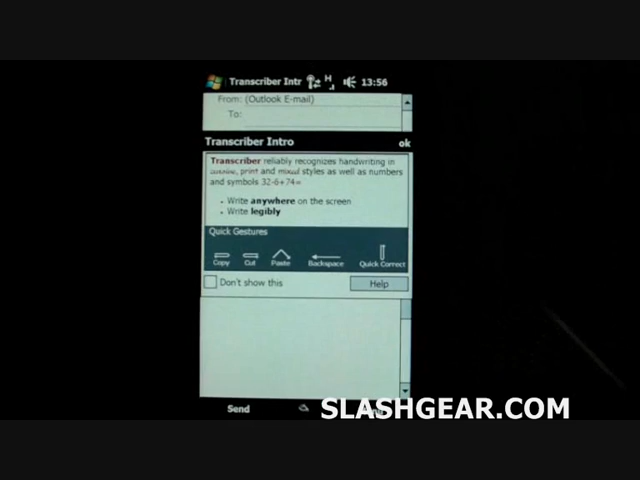 Transcriber Intr H 13:56
From: (Outlook E-mail)
To:
Transcriber Intro ok
Transcriber reliably recognizes handwriting in
cursive, print and mixed styles as well as numbers
and symbols 32-6+74=
• Write anywhere on the screen
• Write legibly
Quick Gestures
Copy Cut Paste Backspace Quick Correct
Don't show this Help
Send
SLASHGEAR.COM